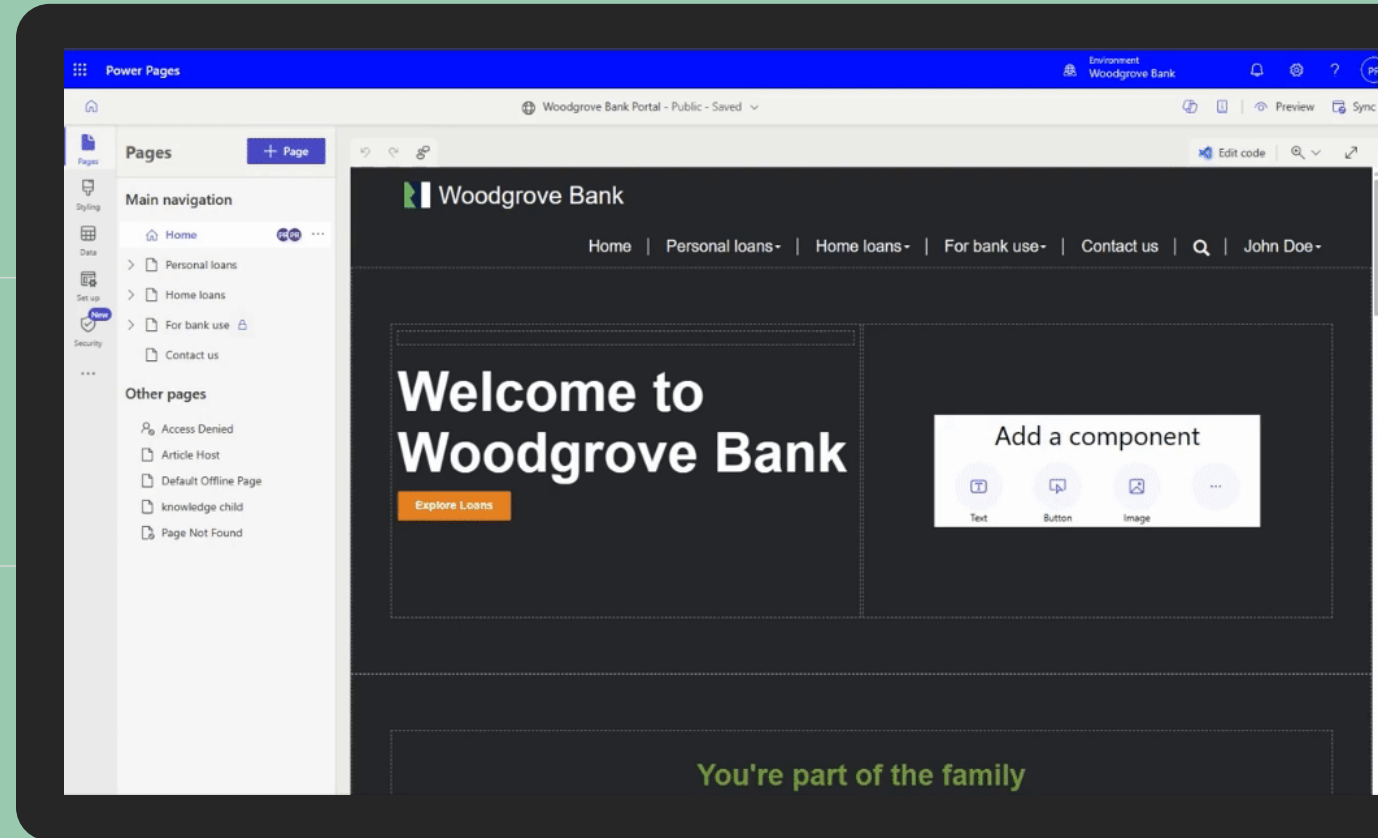 Power Pages
Environment
Woodgrove Bank
?
PR
Woodgrove Bank Portal - Public - Saved
Preview
Sync
Pages
Styling
Data
Set up
New
Security
...
Pages
+ Page
Main navigation
Home
PR PR
...
Personal loans
Home loans
For bank use
Contact us
Other pages
Access Denied
Article Host
Default Offline Page
knowledge child
Page Not Found
Edit code
Woodgrove Bank
Home | Personal loans | Home loans | For bank use | Contact us | | John Doe
Welcome to
Woodgrove Bank
Explore Loans
Add a component
Text
Button
Image
...
You're part of the family